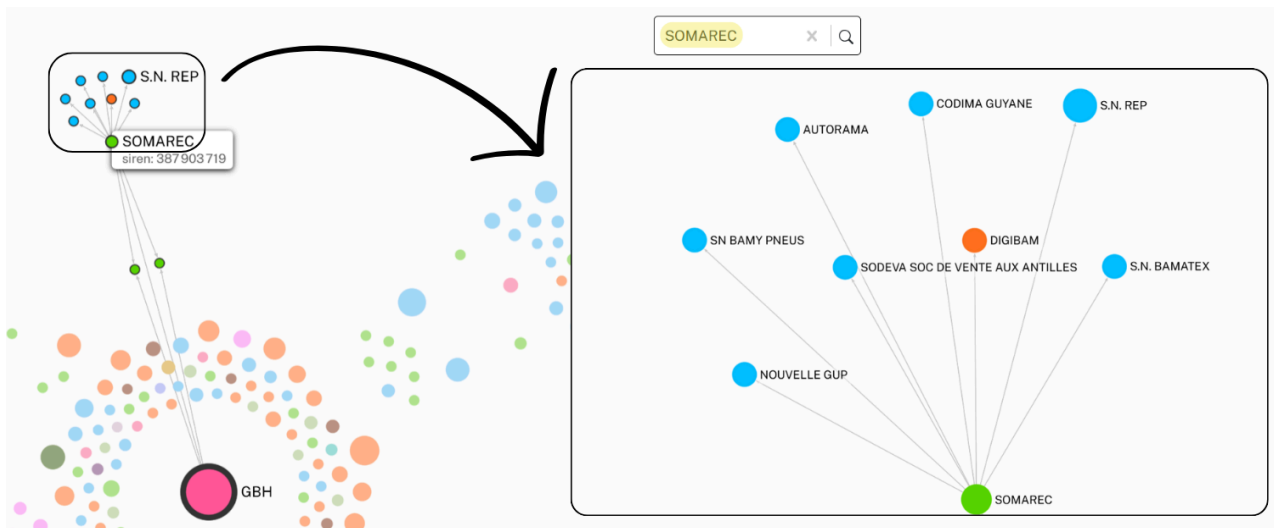 S.N. REP
SOMAREC
siren: 387 903 719
GBH
SOMAREC
CODIMA GUYANE
S.N. REP
AUTORAMA
SN BAMY PNEUS
DIGIBAM
SODEVA SOC DE VENTE AUX ANTILLES
S.N. BAMATEX
NOUVELLE GUP
SOMAREC